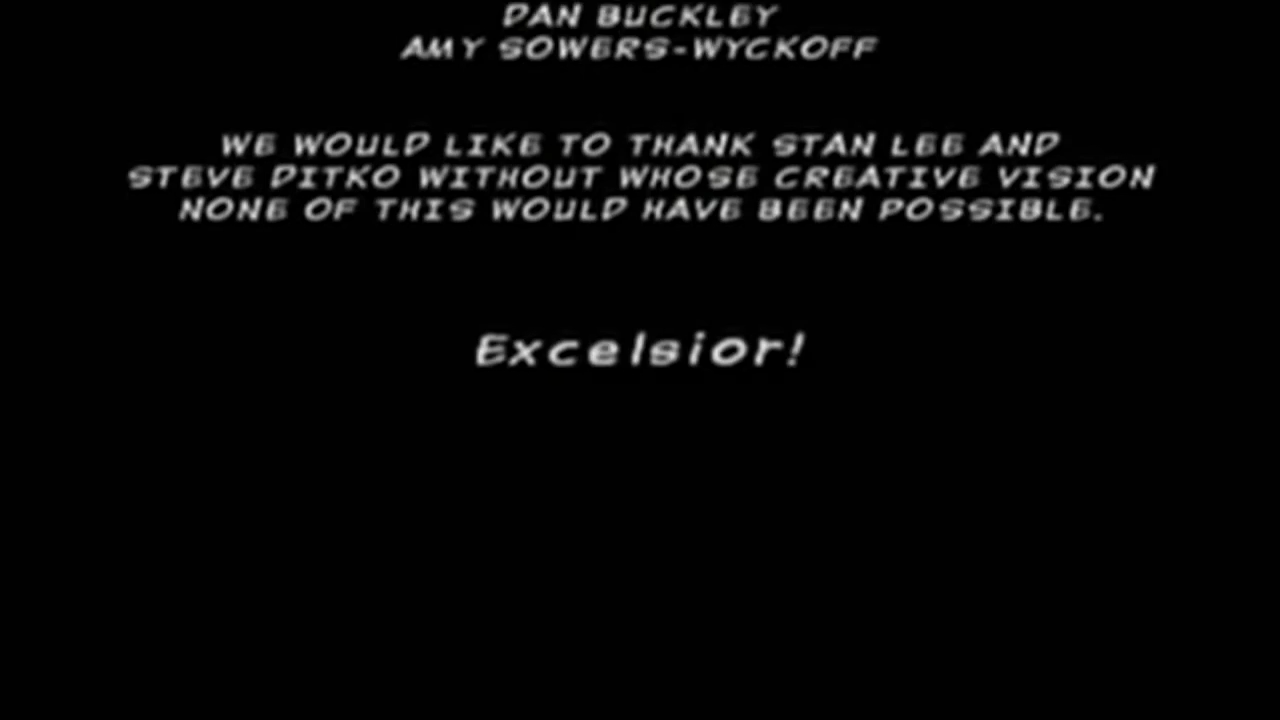 DAN BUCKLEY
AMY SOWERS-WYCKOFF
WE WOULD LIKE TO THANK STAN LEE AND
STEVE DITKO WITHOUT WHOSE CREATIVE VISION
NONE OF THIS WOULD HAVE BEEN POSSIBLE.
Excelsior!